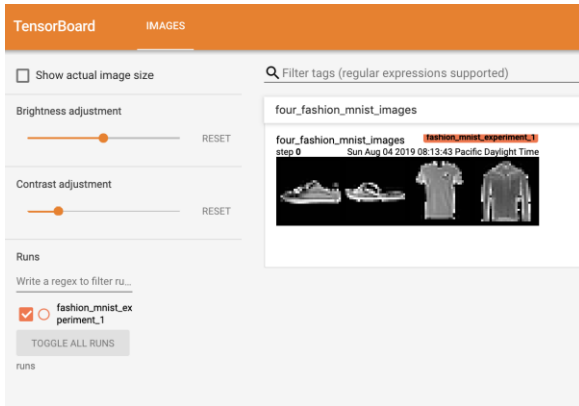 TensorBoard IMAGES
Show actual image size
Brightness adjustment
RESET
Contrast adjustment
RESET
Runs
Write a regex to filter ru...
fashion_mnist_ex
periment_1
TOGGLE ALL RUNS
runs
Filter tags (regular expressions supported)
four_fashion_mnist_images
four_fashion_mnist_images fashion_mnist_experiment_1
step 0 Sun Aug 04 2019 08:13:43 Pacific Daylight Time